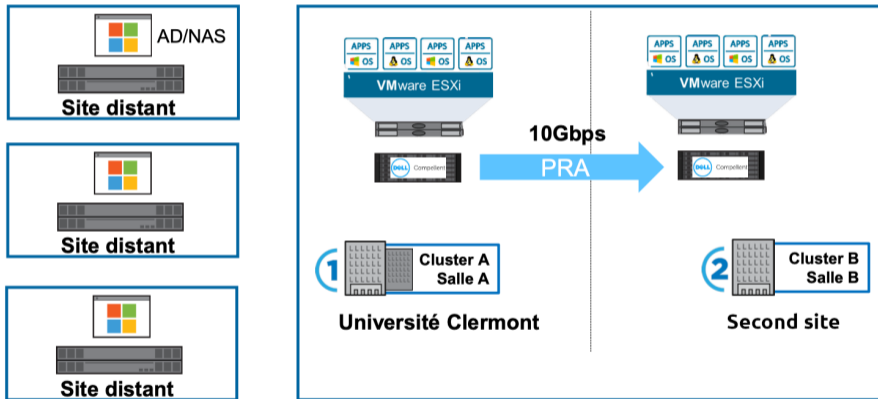 AD/NAS
Site distant
Site distant
Site distant
APPS APPS APPS APPS
OS OS OS OS
VMware ESXi
DELL Compellent
10Gbps
PRA
APPS APPS APPS APPS
OS OS OS OS
VMware ESXi
DELL Compellent
1
Cluster A
Salle A
Université Clermont
2
Cluster B
Salle B
Second site